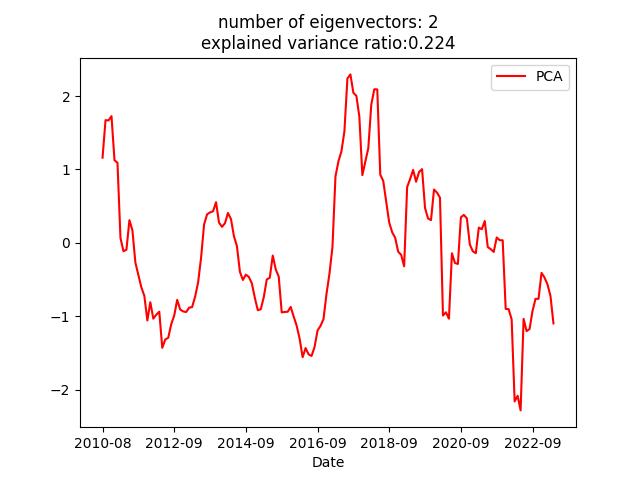 number of eigenvectors: 2
explained variance ratio:0.224
PCA
2
1
0
−1
−2
2010-08 2012-09 2014-09 2016-09 2018-09 2020-09 2022-09
Date